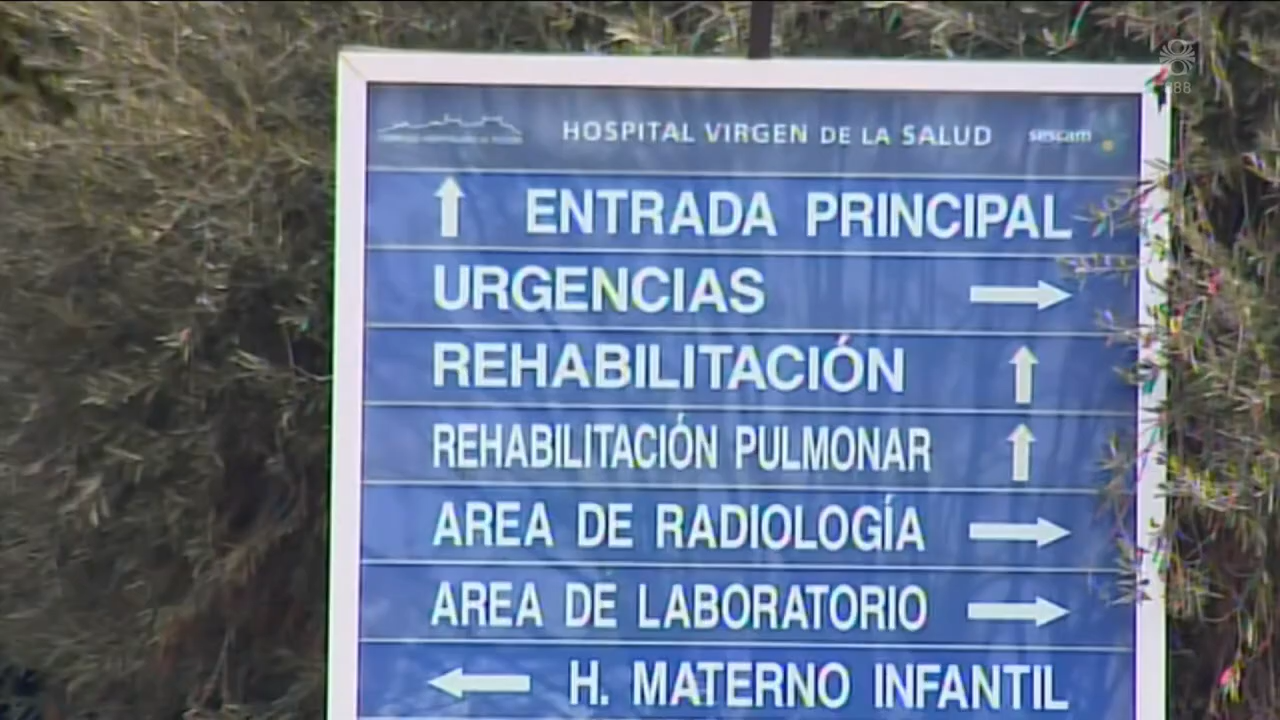 BBB
HOSPITAL VIRGEN DE LA SALUD
sescam
ENTRADA PRINCIPAL
URGENCIAS
REHABILITACIÓN
REHABILITACIÓN PULMONAR
AREA DE RADIOLOGÍA
AREA DE LABORATORIO
H. MATERNO INFANTIL